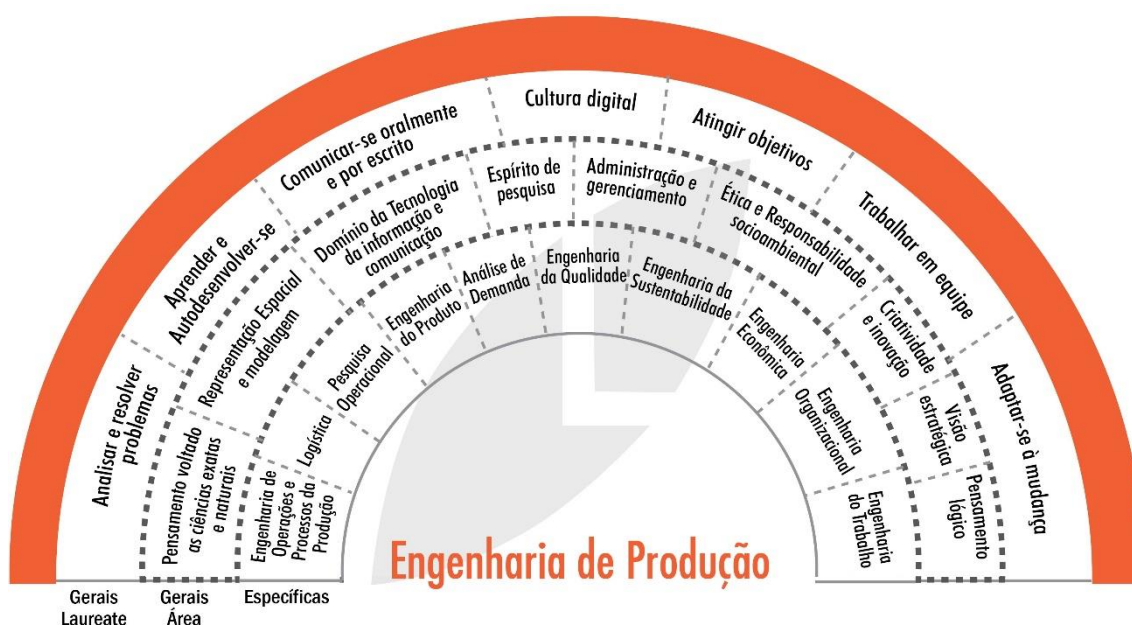 Analisar e resolver
problemas
Aprender e
Autodesenvolver-se
Comunicar-se oralmente
e por escrito
Cultura digital
Atingir objetivos
Trabalhar em equipe
Adaptar-se à mudança
Pensamento voltado
as ciências exatas
e naturais
Representação Espacial
e modelagem
Domínio da Tecnologia
da informação e
comunicação
Espírito de
pesquisa
Administração e
gerenciamento
Ética e Responsabilidade
socioambiental
Criatividade
e inovação
Visão
estratégica
Pensamento
lógico
Engenharia de
Operações e
Processos da
Produção
Logística
Pesquisa
Operacional
Engenharia
do Produto
Análise de
Demanda
Engenharia
da Qualidade
Engenharia da
Sustentabilidade
Engenharia
Econômica
Engenharia
Organizacional
Engenharia
do Trabalho
Engenharia de Produção
Gerais
Laureate
Gerais
Área
Específicas